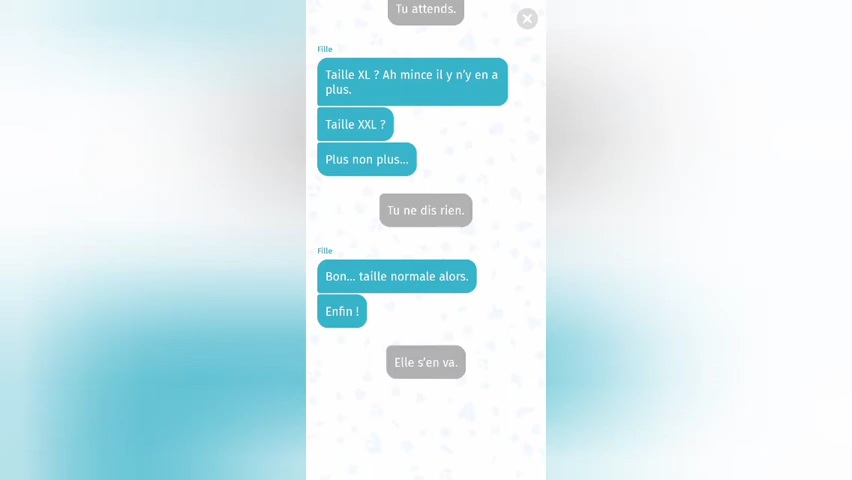 Tu attends.
Fille
Taille XL ? Ah mince il y n'y en a
plus.
Taille XXL ?
Plus non plus...
Tu ne dis rien.
Fille
Bon... taille normale alors.
Enfin !
Elle s'en va.